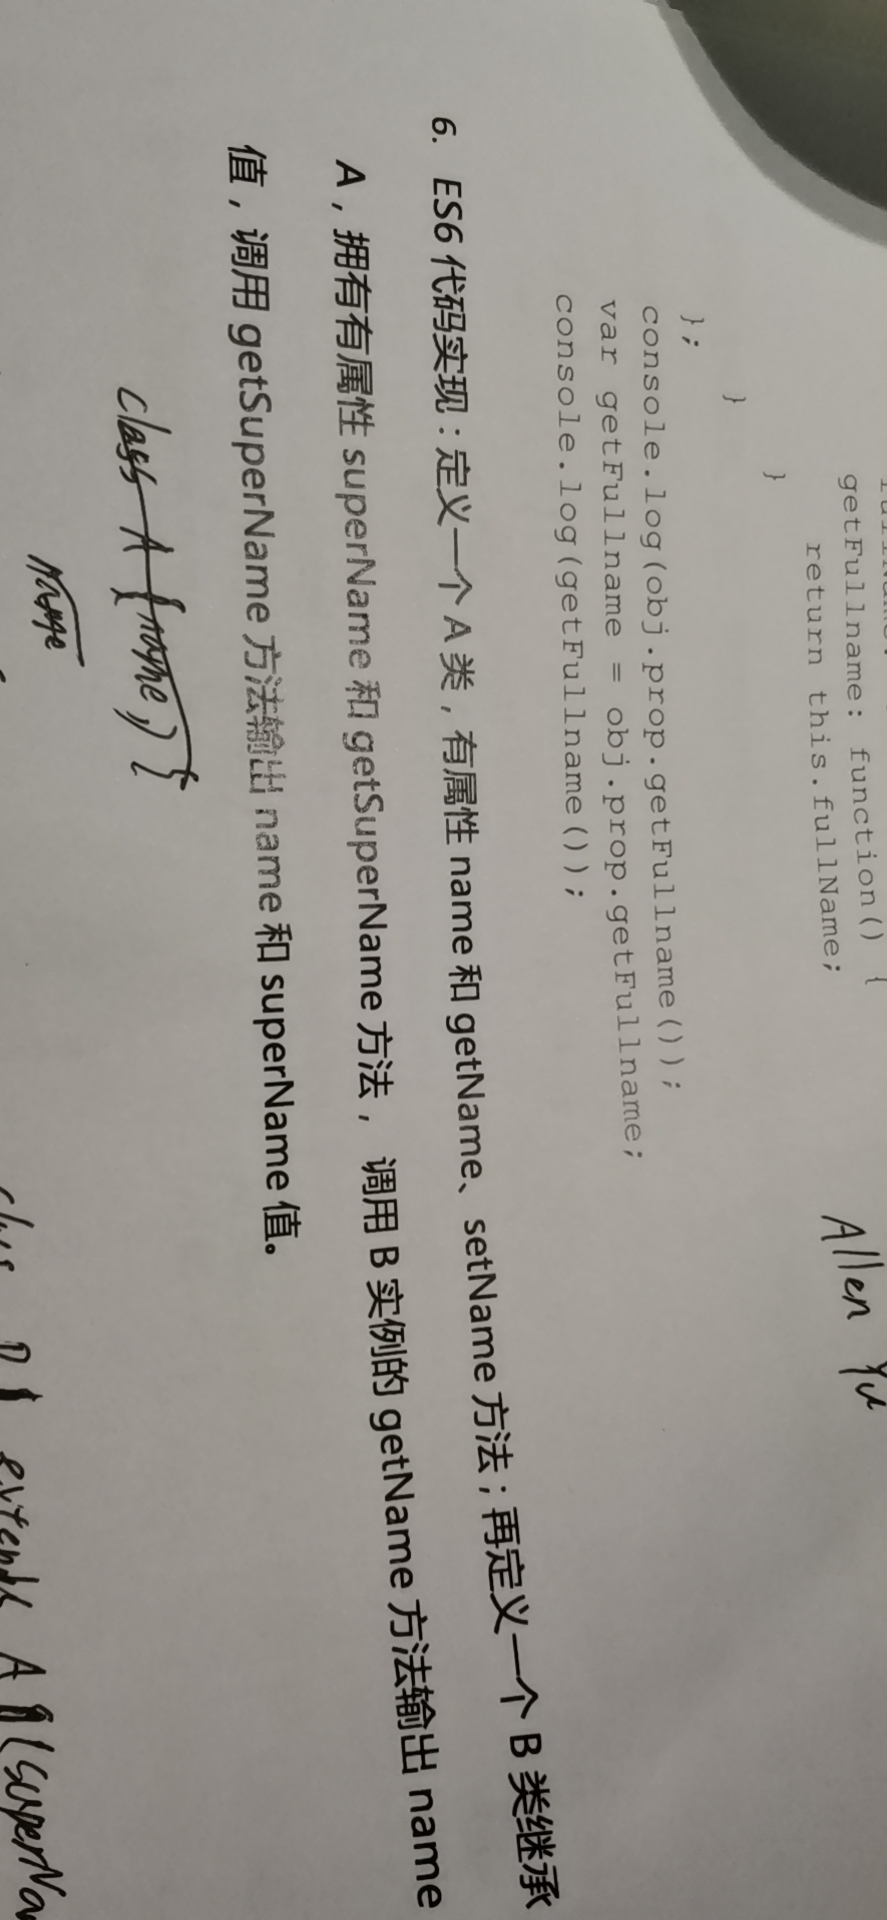 getFullname: function() {
return this.fullName;
}
}
};
console.log(obj.prop.getFullname());
var getFullname = obj.prop.getFullname;
console.log(getFullname());
Allen Yu
6. ES6 代码实现：定义一个 A 类，有属性 name 和 getName、setName 方法；再定义一个 B 类继承
A，拥有有属性 superName 和 getSuperName 方法， 调用 B 实例的 getName 方法输出 name
值，调用 getSuperName 方法输出 name 和 superName 值。
class A { name, ) {
name
extends A